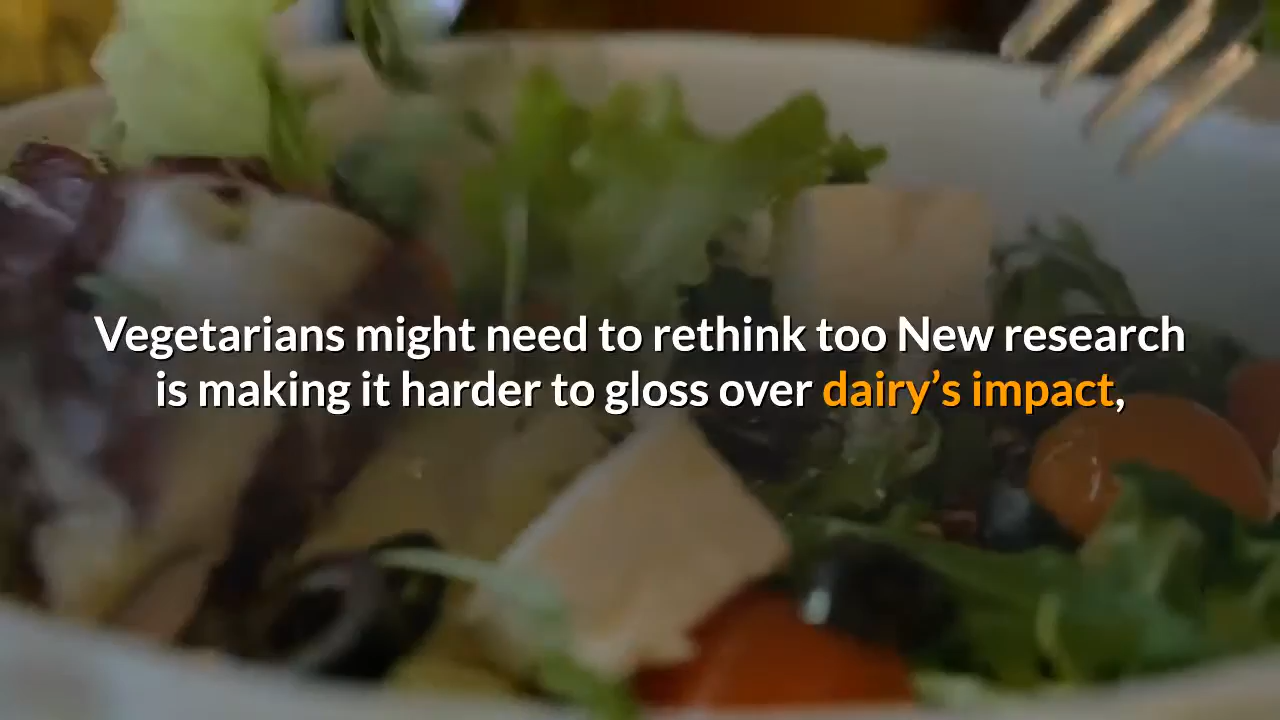 Vegetarians might need to rethink too New research
is making it harder to gloss over dairy’s impact,